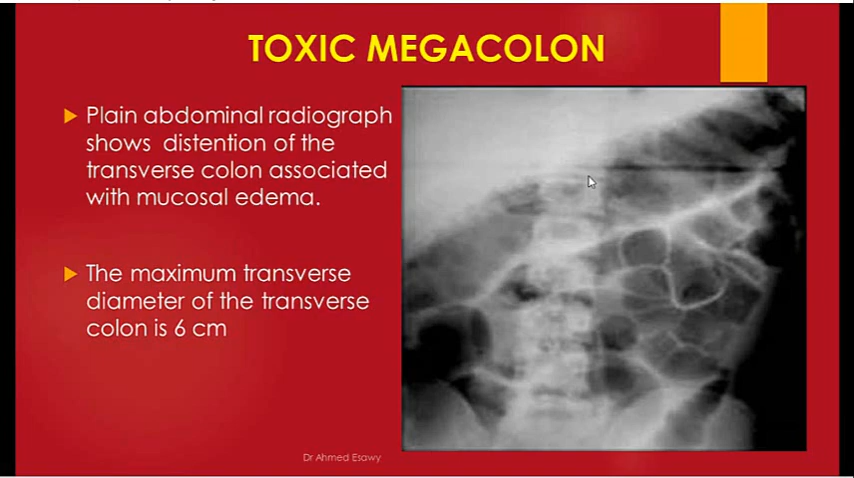 TOXIC MEGACOLON
Plain abdominal radiograph
shows distention of the
transverse colon associated
with mucosal edema.
The maximum transverse
diameter of the transverse
colon is 6 cm
Dr Ahmed Esawy